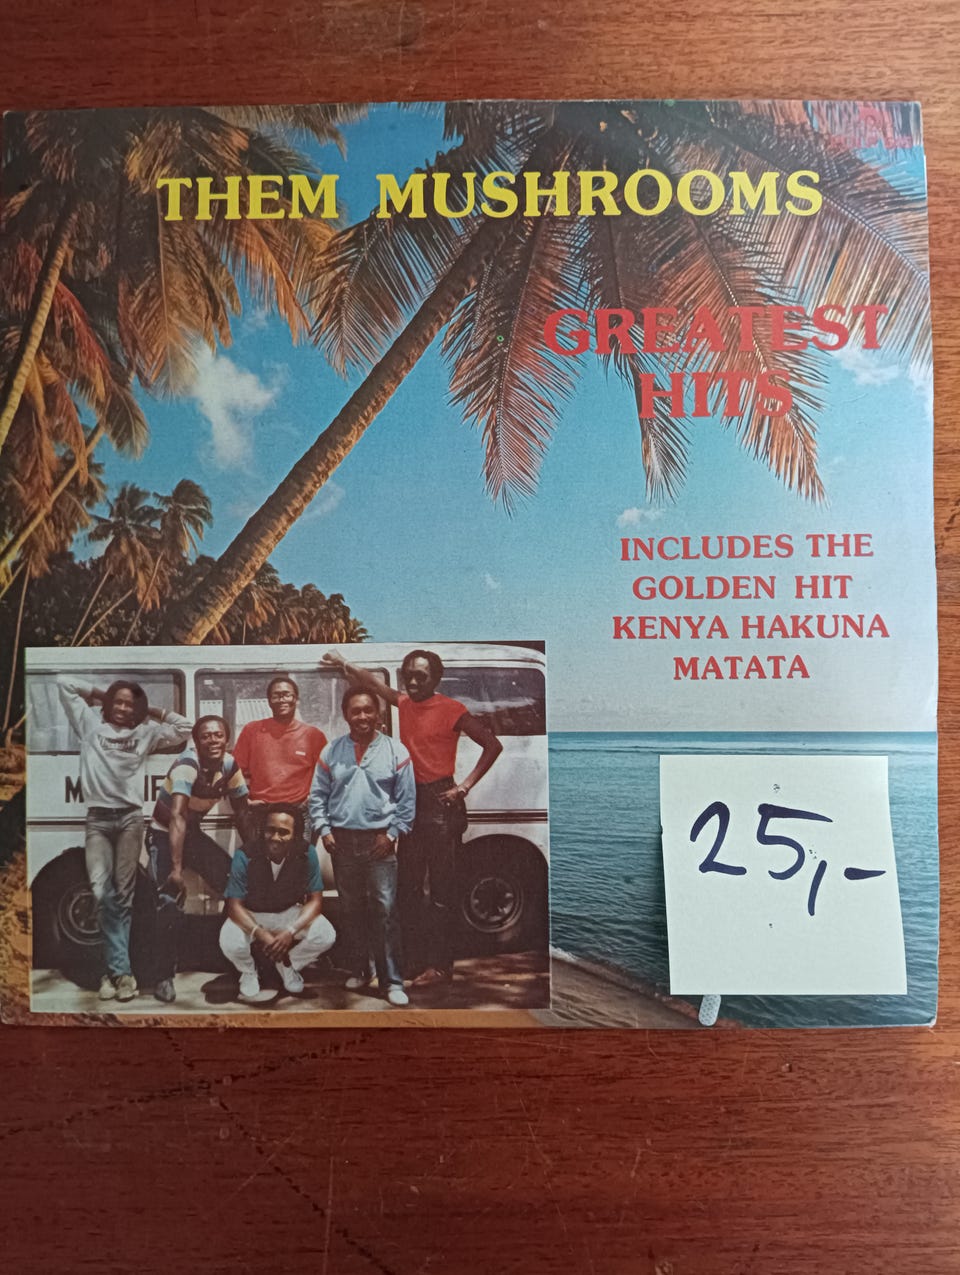 THEM MUSHROOMS
GREATEST
HITS
INCLUDES THE
GOLDEN HIT
KENYA HAKUNA
MATATA
25,-